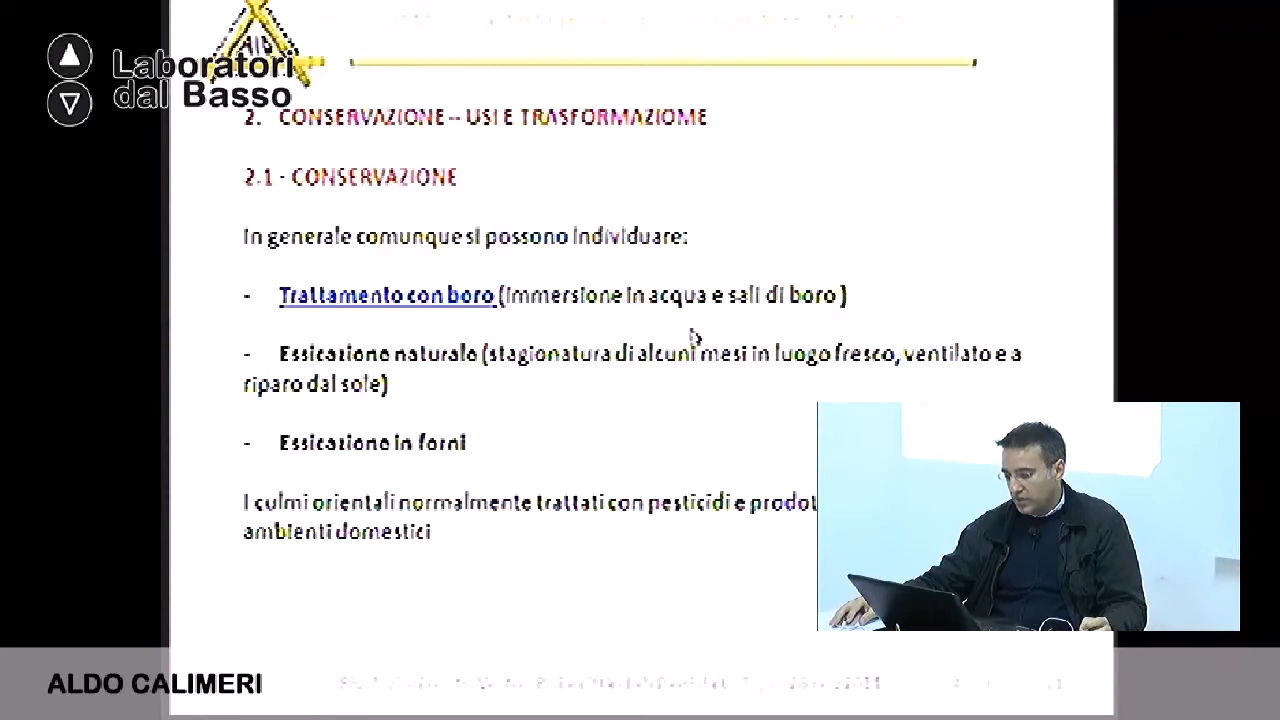 AIB
Laboratori
dal Basso
2. CONSERVAZIONE -- USI E TRASFORMAZIOME
2.1 - CONSERVAZIONE
In generale comunque si possono individuare:
- Trattamento con boro (immersione in acqua e sali di boro )
- Essicazione naturale (stagionatura di alcuni mesi in luogo fresco, ventilato e a
riparo dal sole)
- Essicazione in forni
I culmi orientali normalmente trattati con pesticidi e prodot
ambienti domestici
ALDO CALIMERI